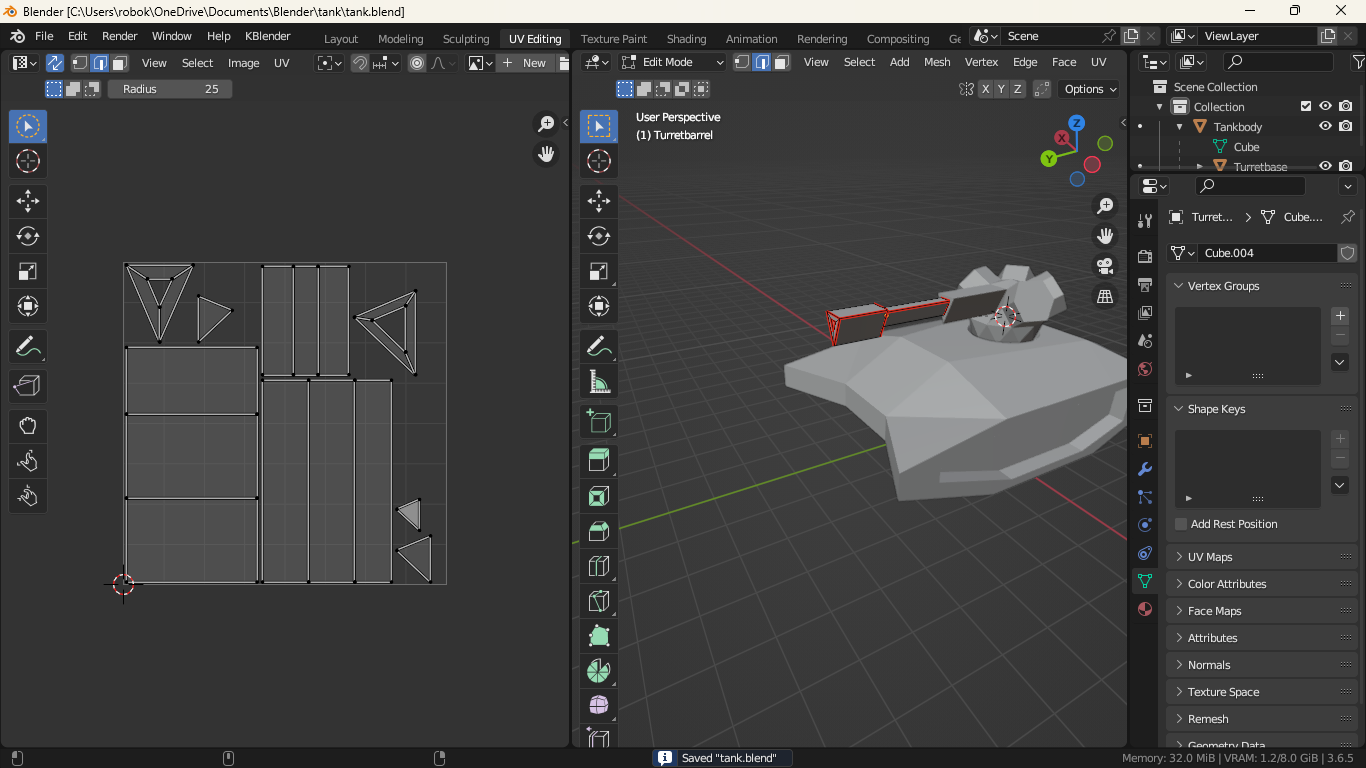 Blender [C:\Users\robok\OneDrive\Documents\Blender\tank\tank.blend]
File Edit Render Window Help KBlender Layout Modeling Sculpting UV Editing Texture Paint Shading Animation Rendering Compositing Ge Scene ViewLayer
View Select Image UV New
Edit Mode View Select Add Mesh Vertex Edge Face UV
Radius 25
X Y Z Options
User Perspective
(1) Turretbarrel
Z
X
Y
Scene Collection
Collection
Tankbody
Cube
Turretbase
Turret... Cube....
Cube.004
Vertex Groups
Shape Keys
Add Rest Position
UV Maps
Color Attributes
Face Maps
Attributes
Normals
Texture Space
Remesh
Geometry Data
Saved "tank.blend"
Memory: 32.0 MiB | VRAM: 1.2/8.0 GiB | 3.6.5